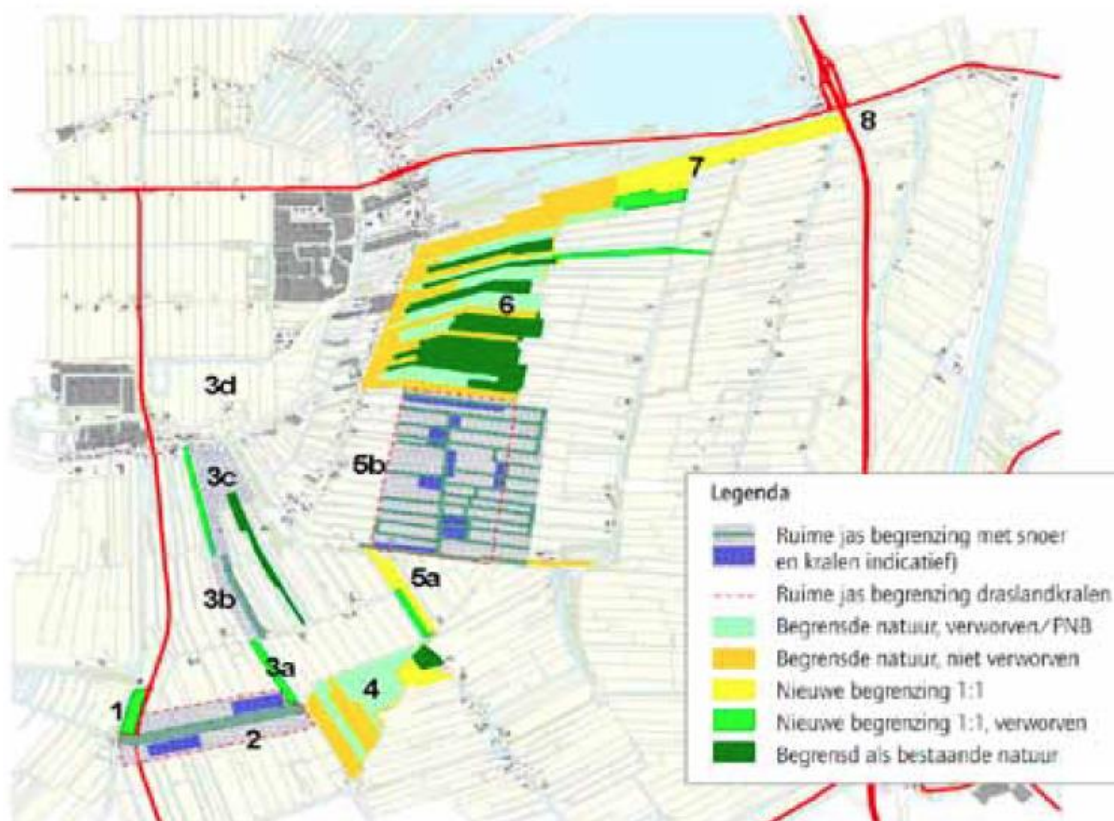 8
7
6
3d
5b
3c
5a
3b
3a
4
1
2
Legenda
Ruime jas begrenzing met snoer
en kralen indicatief)
Ruime jas begrenzing draslandkralen
Begrensde natuur, verworven/PNB
Begrensde natuur, niet verworven
Nieuwe begrenzing 1:1
Nieuwe begrenzing 1:1, verworven
Begrensd als bestaande natuur